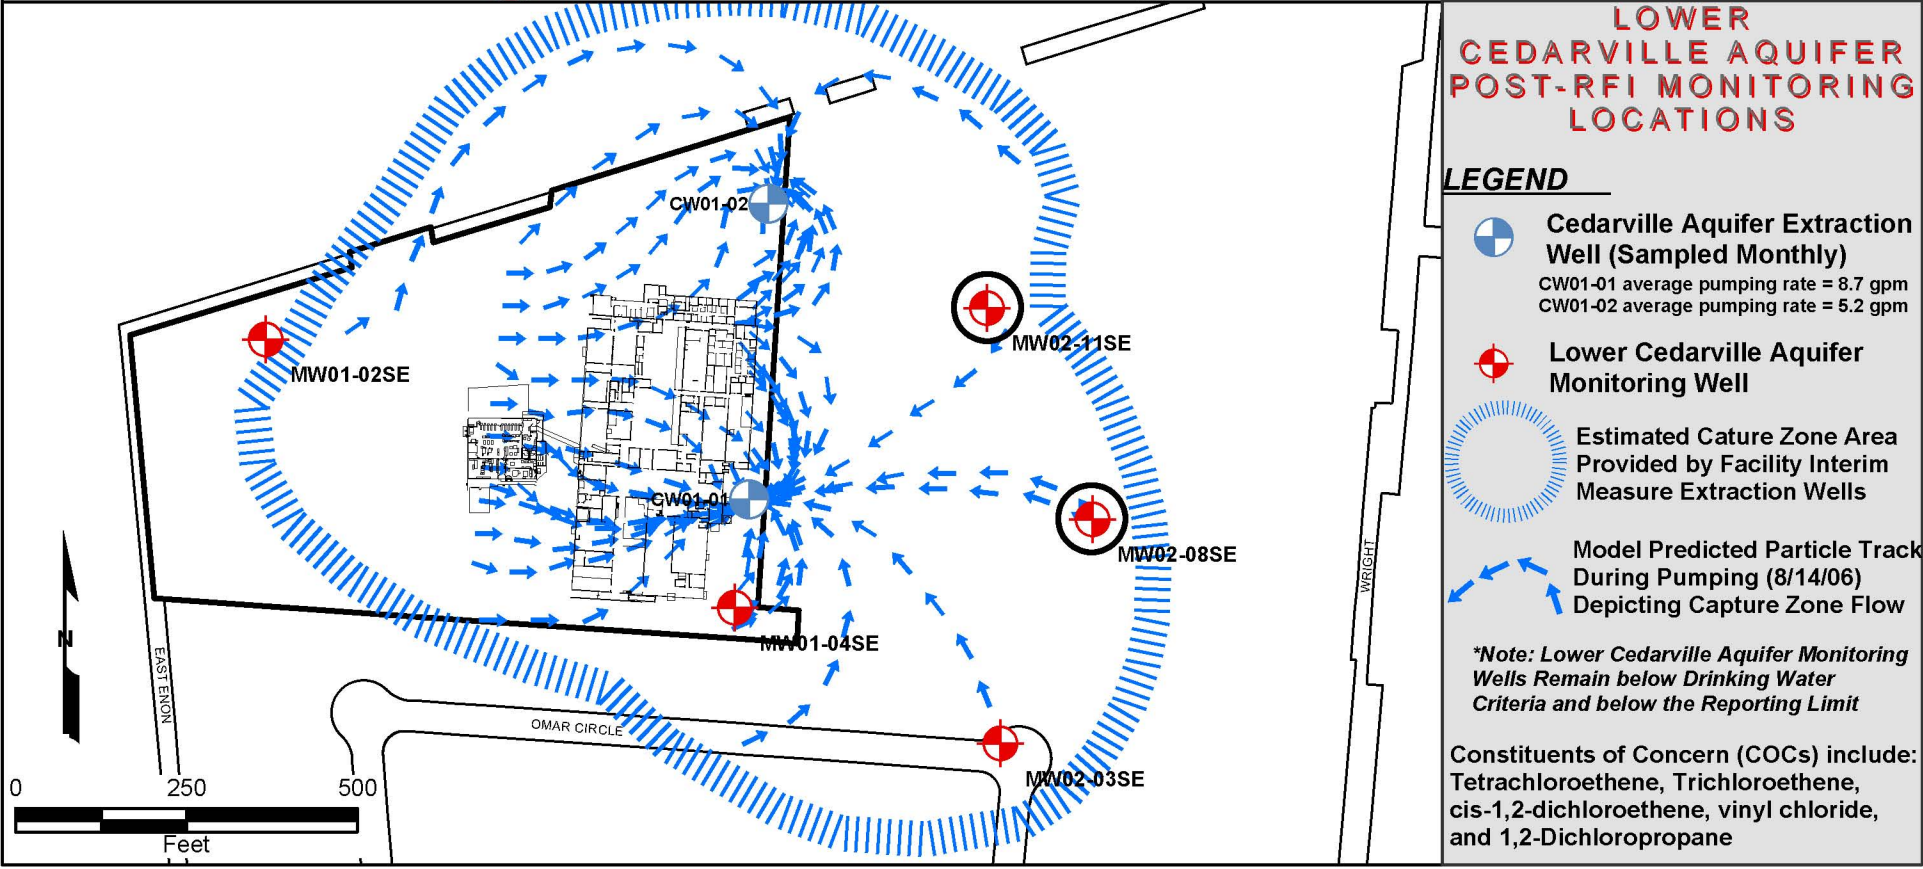 LOWER
CEDARVILLE AQUIFER
POST-RFI MONITORING
LOCATIONS
LEGEND
Cedarville Aquifer Extraction
Well (Sampled Monthly)
CW01-01 average pumping rate = 8.7 gpm
CW01-02 average pumping rate = 5.2 gpm
Lower Cedarville Aquifer
Monitoring Well
Estimated Cature Zone Area
Provided by Facility Interim
Measure Extraction Wells
Model Predicted Particle Track
During Pumping (8/14/06)
Depicting Capture Zone Flow
*Note: Lower Cedarville Aquifer Monitoring
Wells Remain below Drinking Water
Criteria and below the Reporting Limit
Constituents of Concern (COCs) include:
Tetrachloroethene, Trichloroethene,
cis-1,2-dichloroethene, vinyl chloride,
and 1,2-Dichloropropane
CW01-02
MW02-11SE
MW01-02SE
CW01-01
MW02-08SE
MW01-04SE
MW02-03SE
WRIGHT
EAST ENON
OMAR CIRCLE
N
0 250 500
Feet